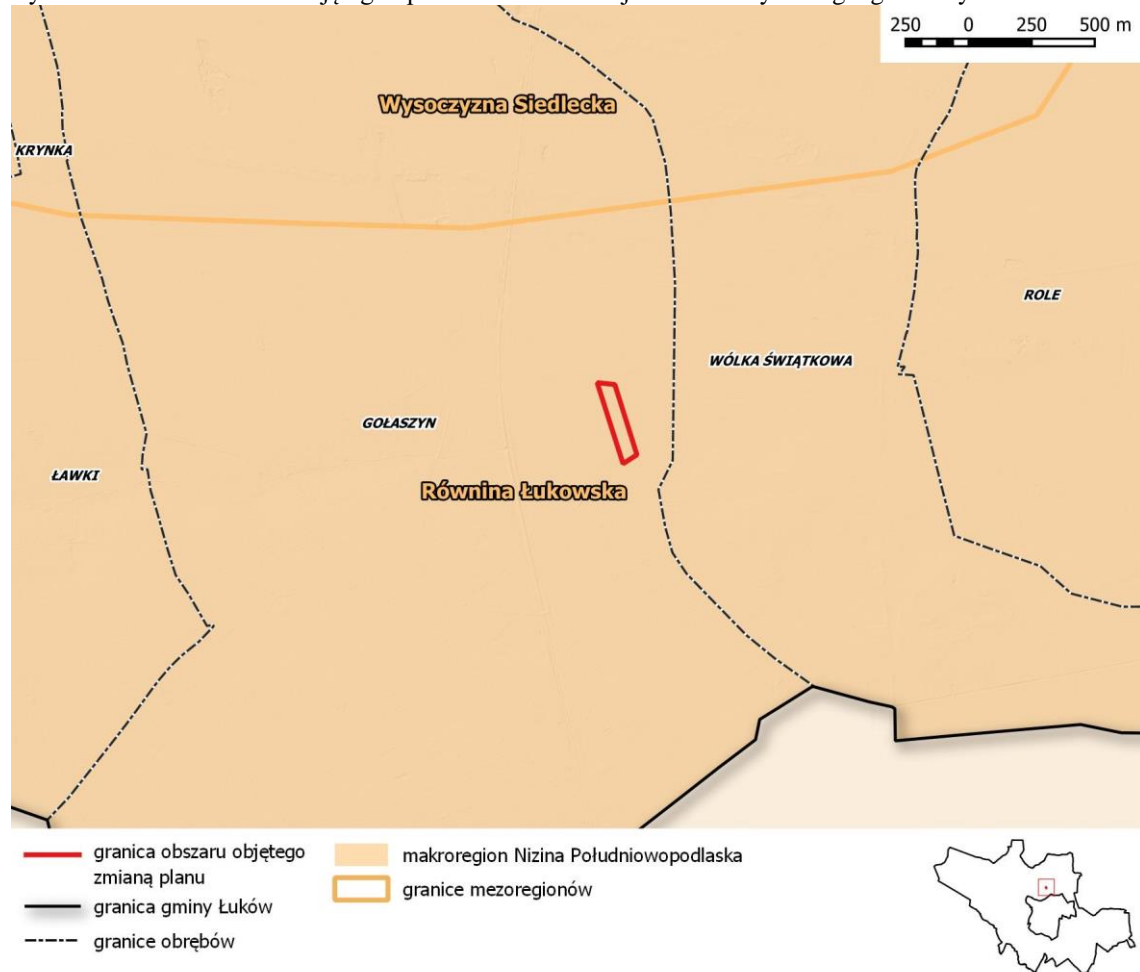 250 0 250 500 m
Wysoczyzna Siedlecka
KRYNKA
ROLE
WÓLKA ŚWIĄTKOWA
GOŁASZYN
ŁAWKI
Równina Łukowska
granica obszaru objętego
zmianą planu
granica gminy Łuków
granice obrębów
makroregion Nizina Południowopodlaska
granice mezoregionów